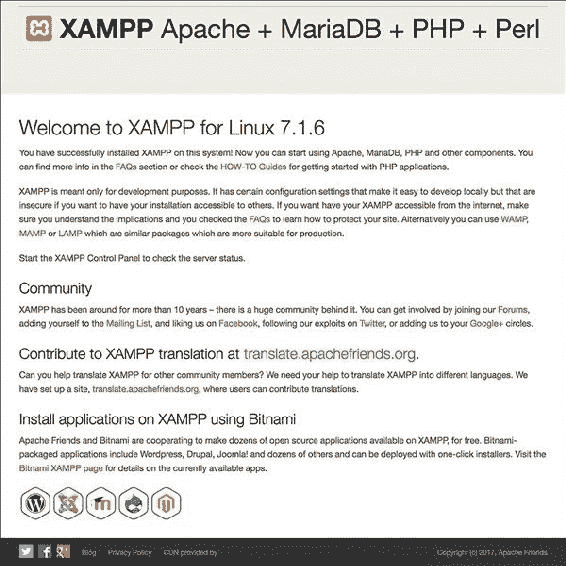 XAMPP Apache + MariaDB + PHP + Perl
Welcome to XAMPP for Linux 7.1.6
You have successfully installed XAMPP on this system! Now you can start using Apache, MariaDB, PHP and other components. You
can find more info in the FAQs section or check the HOW-TO Guides for getting started with PHP applications.
XAMPP is meant only for development purposes. It has certain configuration settings that make it easy to develop locally but that are
insecure if you want to have your installation accessible to others. If you want have your XAMPP accessible from the internet, make
sure you understand the implications and you checked the FAQs to learn how to protect your site. Alternatively you can use WAMP,
MAMP or LAMP which are similar packages which are more suitable for production.
Start the XAMPP Control Panel to check the server status.
Community
XAMPP has been around for more than 10 years – there is a huge community behind it. You can get involved by joining our Forums,
adding yourself to the Mailing List, and liking us on Facebook, following our exploits on Twitter, or adding us to your Google+ circles.
Contribute to XAMPP translation at translate.apachefriends.org.
Can you help translate XAMPP for other community members? We need your help to translate XAMPP into different languages. We
have set up a site, translate.apachefriends.org, where users can contribute translations.
Install applications on XAMPP using Bitnami
Apache Friends and Bitnami are cooperating to make dozens of open source applications available on XAMPP, for free. Bitnami-
packaged applications include Wordpress, Drupal, Joomla! and dozens of others and can be deployed with one-click installers. Visit the
Bitnami XAMPP page for details on the currently available apps.
Blog Privacy Policy CDN provided by Copyright (c) 2017, Apache Friends